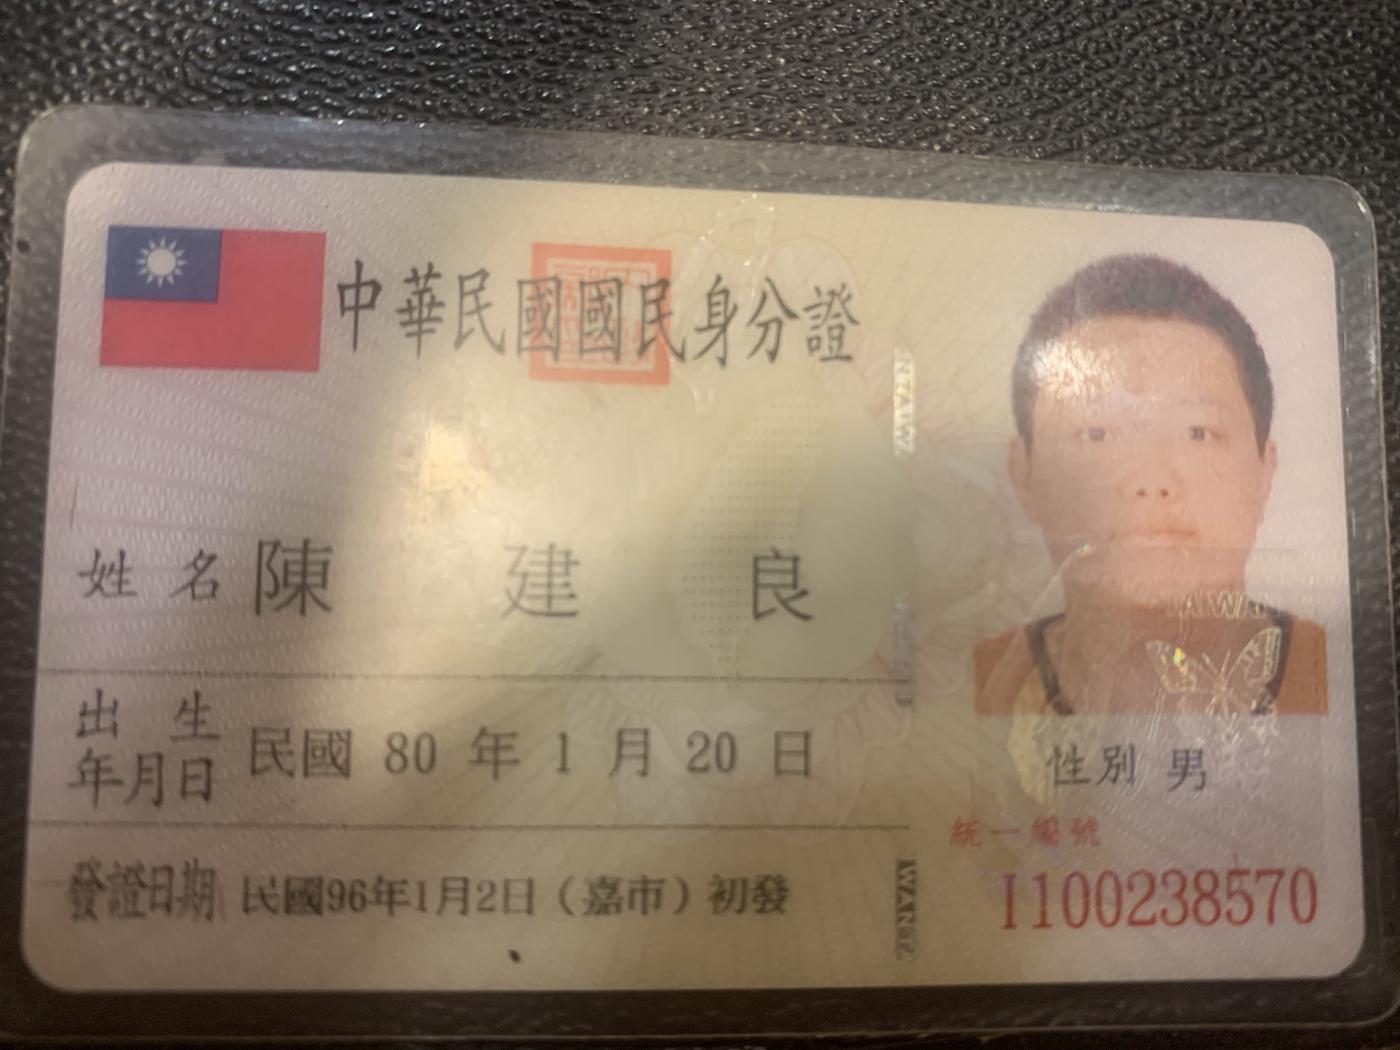 中華民國國民身分證
姓名 陳建良
出生年月日 民國 80 年 1 月 20 日
性別 男
統一編號
I100238570
發證日期 民國96年1月2日（嘉市）初發
TAIWAN